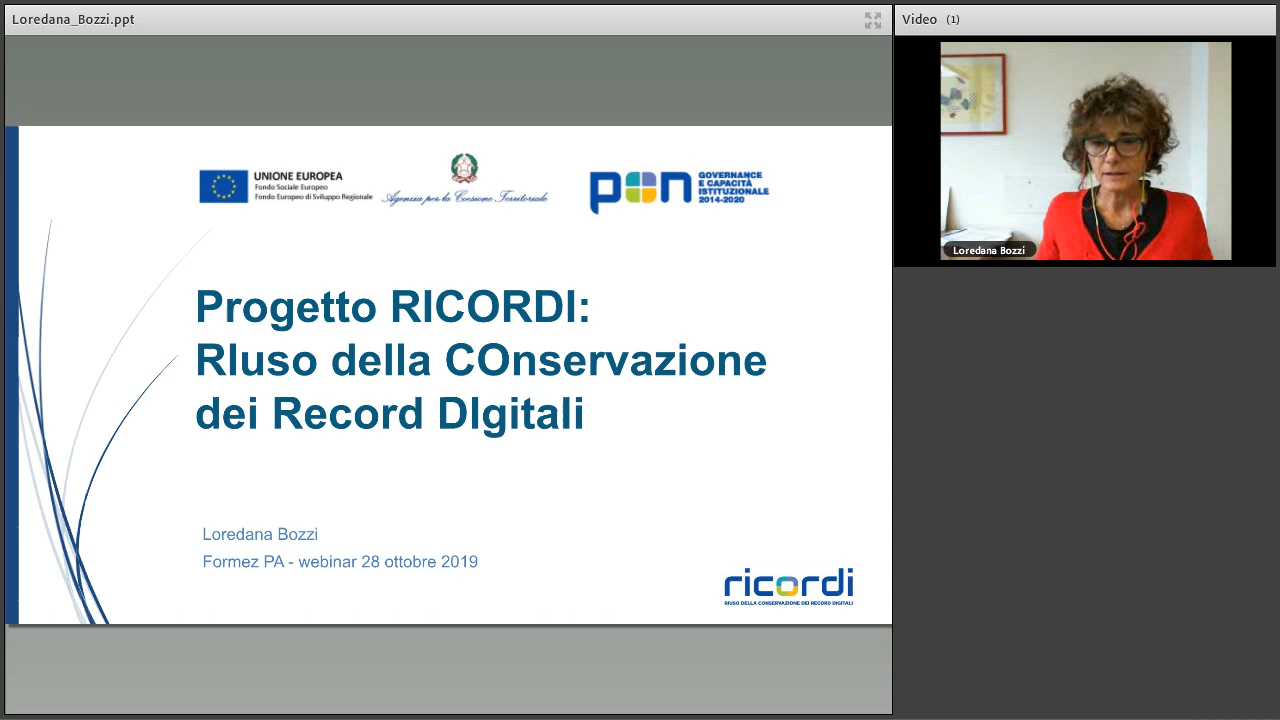 Loredana_Bozzi.ppt
Video (1)
UNIONE EUROPEA
Fondo Sociale Europeo
Fondo Europeo di Sviluppo Regionale
Agenzia per la Coesione Territoriale
pon
GOVERNANCE
E CAPACITÀ
ISTITUZIONALE
2014-2020
Progetto RICORDI:
RIuso della COnservazione
dei Record DIgitali
Loredana Bozzi
Formez PA - webinar 28 ottobre 2019
ricordi
RIUSO DELLA CONSERVAZIONE DEI RECORD DIGITALI
Loredana Bozzi